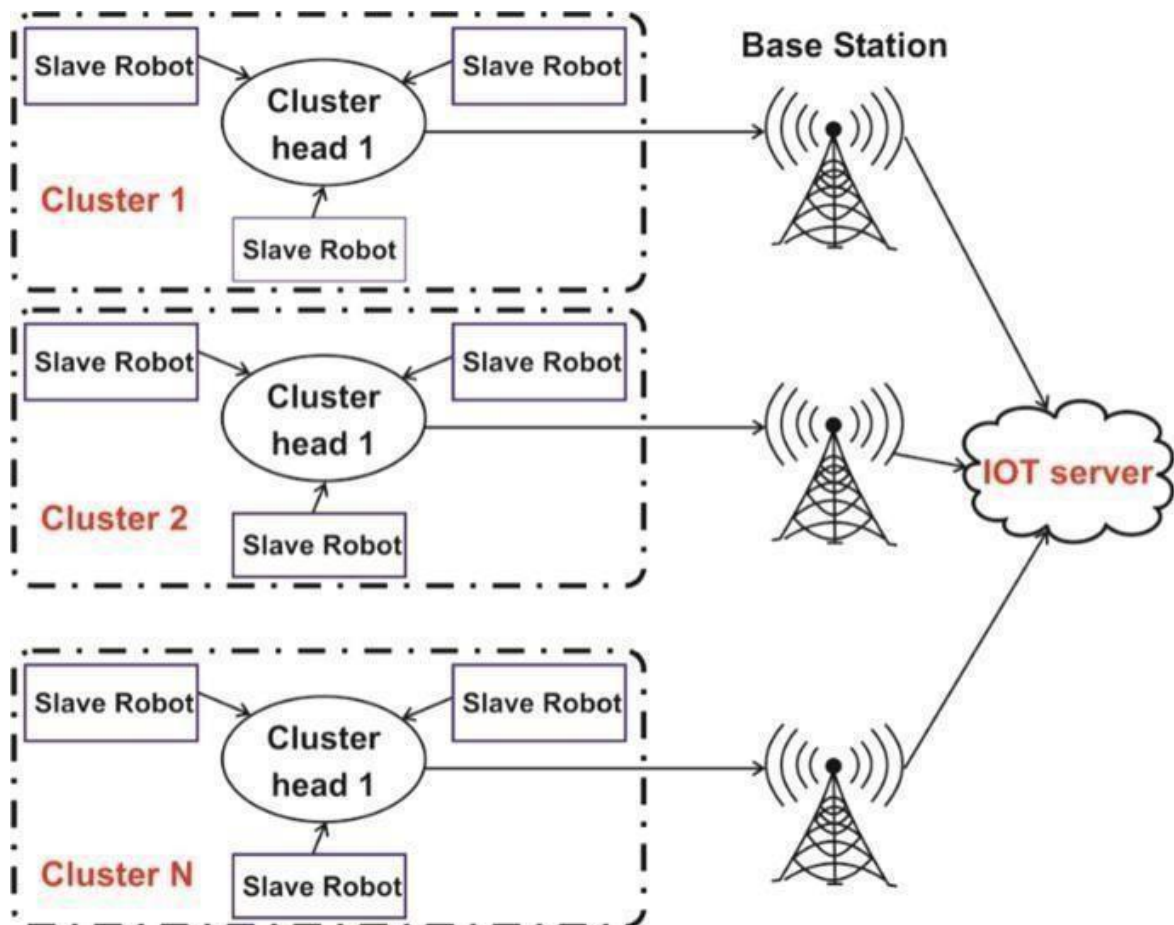 Slave Robot
Slave Robot
Base Station
Cluster
head 1
Cluster 1
Slave Robot
Slave Robot
Slave Robot
Cluster
head 1
IOT server
Cluster 2
Slave Robot
Slave Robot
Slave Robot
Cluster
head 1
Cluster N
Slave Robot